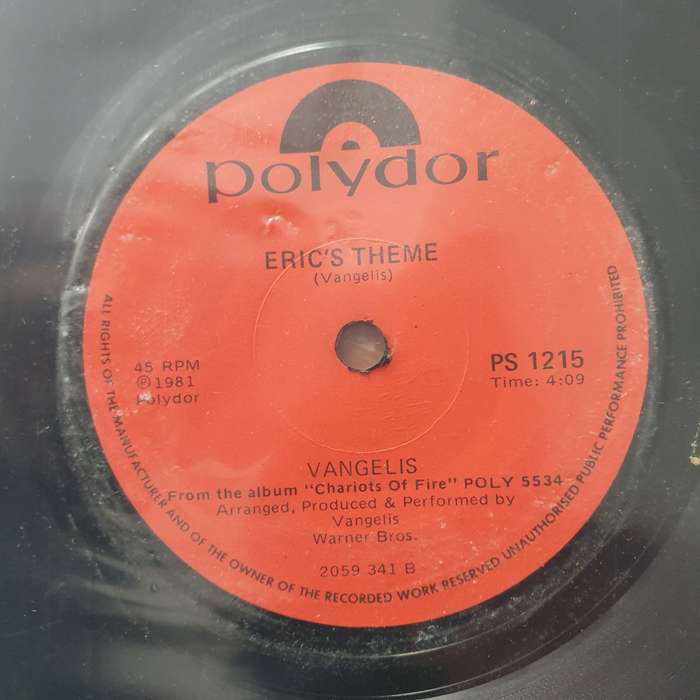 polydor
ERIC'S THEME
(Vangelis)
45 RPM
℗1981
Polydor
PS 1215
Time: 4:09
VANGELIS
From the album "Chariots Of Fire" POLY 5534
Arranged, Produced & Performed by
Vangelis
Warner Bros.
2059 341 B
ALL RIGHTS OF THE MANUFACTURER AND OF THE OWNER OF THE RECORDED WORK RESERVED UNAUTHORISED PUBLIC PERFORMANCE PROHIBITED